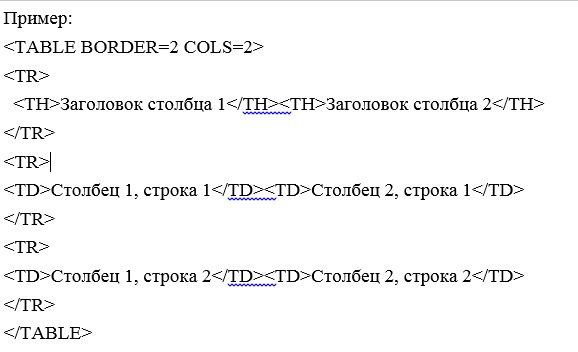 Пример:
<TABLE BORDER=2 COLS=2>
<TR>
<TH>Заголовок столбца 1</TH><TH>Заголовок столбца 2</TH>
</TR>
<TR>
<TD>Столбец 1, строка 1</TD><TD>Столбец 2, строка 1</TD>
</TR>
<TR>
<TD>Столбец 1, строка 2</TD><TD>Столбец 2, строка 2</TD>
</TR>
</TABLE>